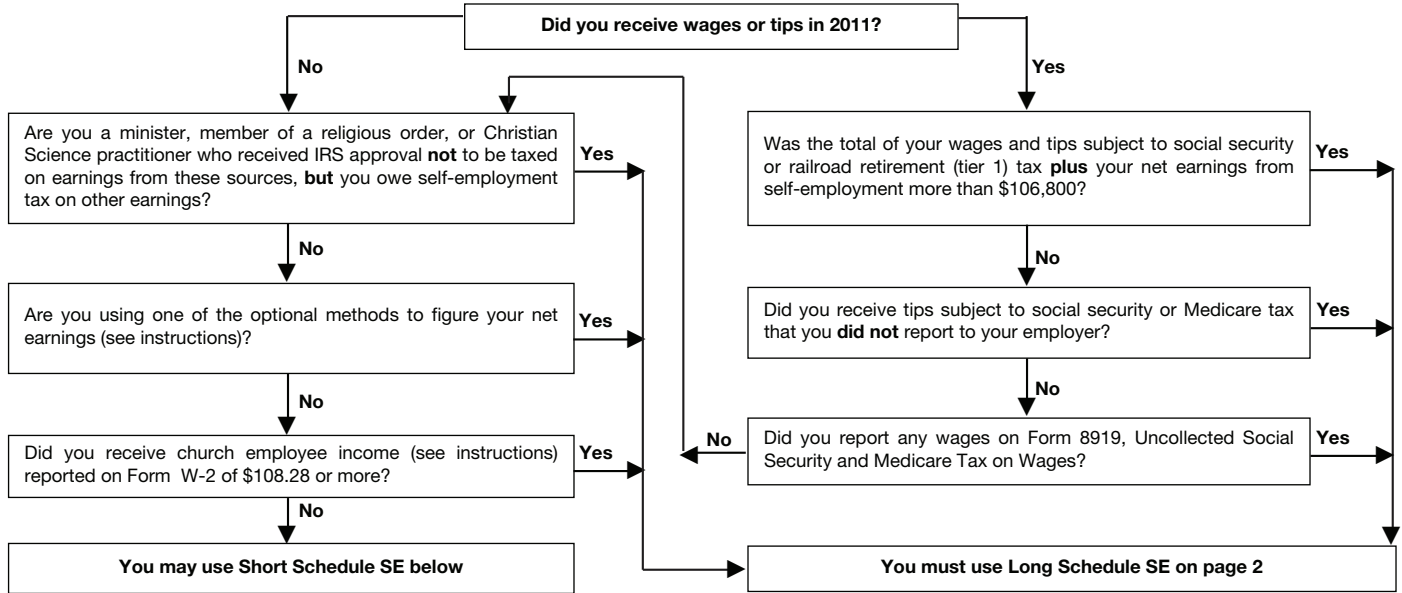 Did you receive wages or tips in 2011?
No
Yes
Are you a minister, member of a religious order, or Christian
Science practitioner who received IRS approval not to be taxed
on earnings from these sources, but you owe self-employment
tax on other earnings?
Yes
Was the total of your wages and tips subject to social security
or railroad retirement (tier 1) tax plus your net earnings from
self-employment more than $106,800?
Yes
No
No
Are you using one of the optional methods to figure your net
earnings (see instructions)?
Yes
Did you receive tips subject to social security or Medicare tax
that you did not report to your employer?
Yes
No
No
Did you receive church employee income (see instructions)
reported on Form W-2 of $108.28 or more?
Yes
No
Did you report any wages on Form 8919, Uncollected Social
Security and Medicare Tax on Wages?
Yes
No
You may use Short Schedule SE below
You must use Long Schedule SE on page 2